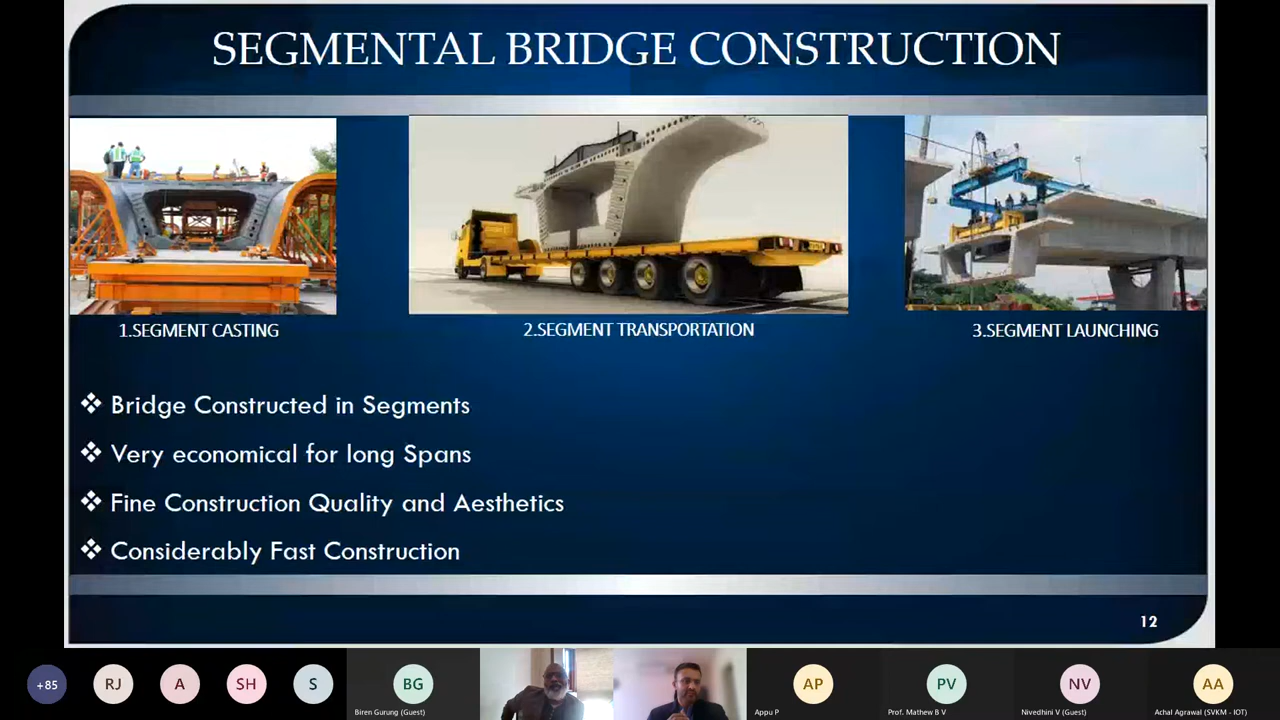 SEGMENTAL BRIDGE CONSTRUCTION
1.SEGMENT CASTING
2.SEGMENT TRANSPORTATION
3.SEGMENT LAUNCHING
❖ Bridge Constructed in Segments
❖ Very economical for long Spans
❖ Fine Construction Quality and Aesthetics
❖ Considerably Fast Construction
12
+85
RJ
A
SH
S
BG
AP
PV
NV
AA
Biren Gurung (Guest)
Appu P
Prof. Mathew B V
Nivedhini V (Guest)
Achal Agrawal (SVKM - IOT)